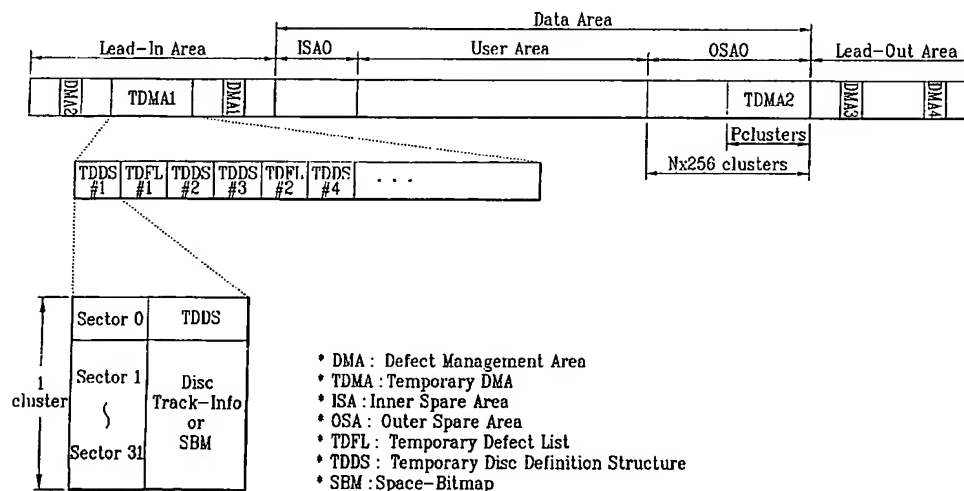 Data Area
Lead-In Area ISA0 User Area OSA0 Lead-Out Area
DMA2 TDMA1 DMA1 TDMA2 DMA3 DMA4
Pclusters
Nx256 clusters
TDDS #1 TDFL #1 TDDS #2 TDDS #3 TDFL #2 TDDS #4 ...
Sector 0 TDDS
1 cluster
Sector 1
~
Sector 31
Disc
Track-Info
or
SBM
* DMA : Defect Management Area
* TDMA : Temporary DMA
* ISA : Inner Spare Area
* OSA : Outer Spare Area
* TDFL : Temporary Defect List
* TDDS : Temporary Disc Definition Structure
* SBM : Space-Bitmap